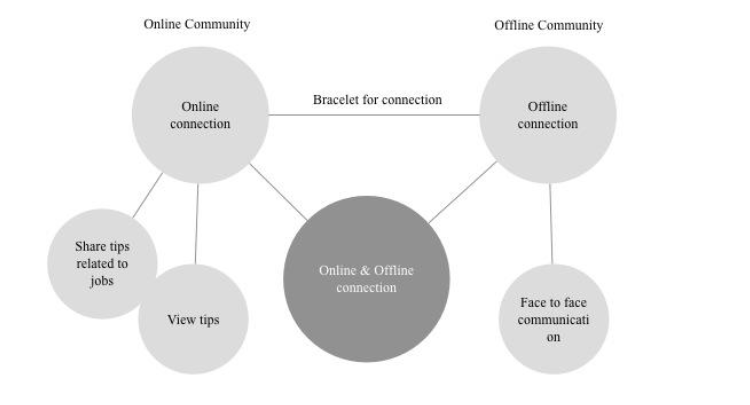 Online Community
Offline Community
Online
connection
Bracelet for connection
Offline
connection
Share tips
related to
jobs
View tips
Online & Offline
connection
Face to face
communicati
on